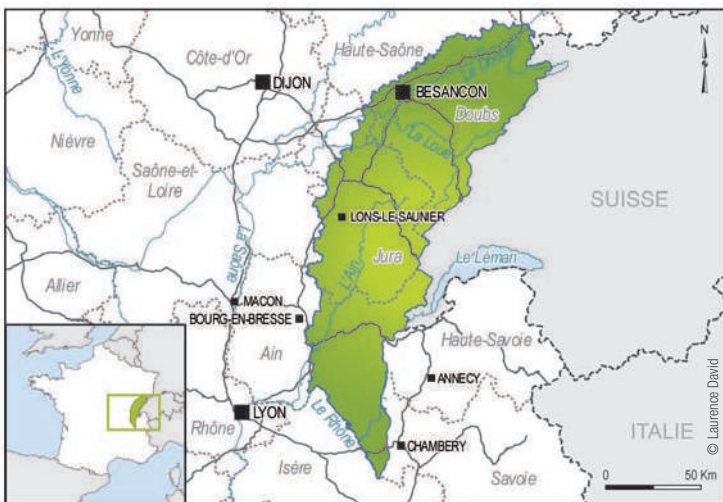 Yonne
L'Yonne
Côte-d'Or
Haute-Saône
Le Doubs
N
DIJON
BESANCON
Doubs
Nièvre
La Loue
Saône-et-
Loire
SUISSE
LONS-LE-SAUNIER
La Saône
L'Ain
Jura
Le Léman
Allier
MACON
BOURG-EN-BRESSE
Ain
Haute-Savoie
ANNECY
LYON
Rhône
Le Rhône
ITALIE
CHAMBERY
Isère
Savoie
0 50 Km
© Laurence David